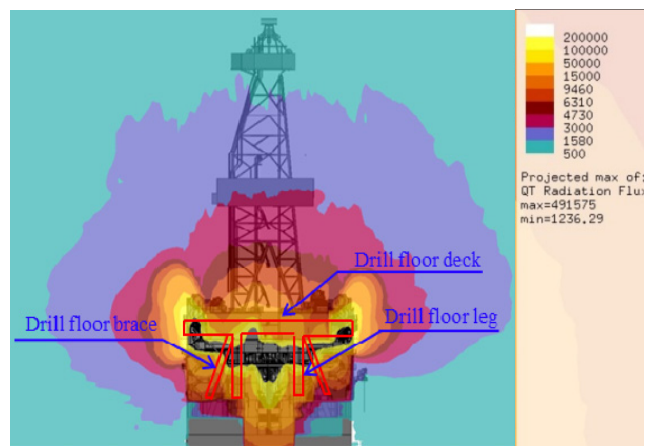 200000
100000
50000
15000
9460
6310
4730
3000
1580
500
Projected max of:
QT Radiation Flu
max=491575
min=1236.29
Drill floor deck
Drill floor brace
Drill floor leg